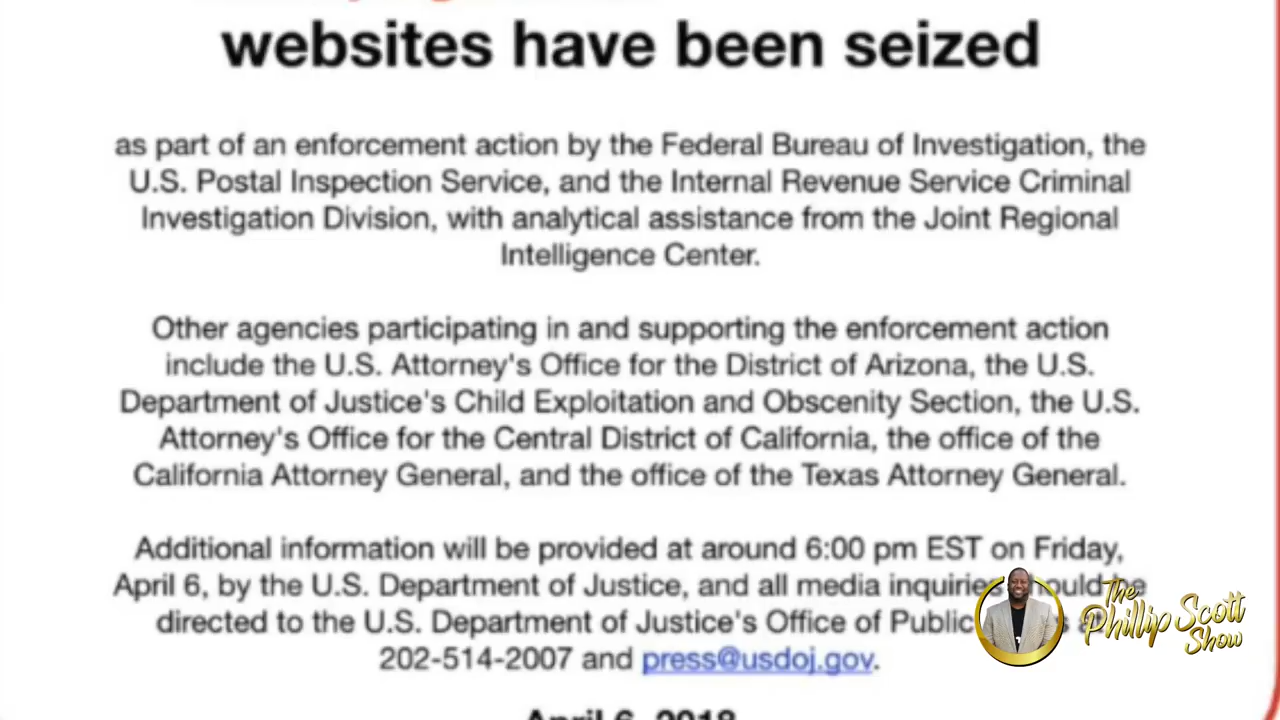 websites have been seized
as part of an enforcement action by the Federal Bureau of Investigation, the
U.S. Postal Inspection Service, and the Internal Revenue Service Criminal
Investigation Division, with analytical assistance from the Joint Regional
Intelligence Center.
Other agencies participating in and supporting the enforcement action
include the U.S. Attorney's Office for the District of Arizona, the U.S.
Department of Justice's Child Exploitation and Obscenity Section, the U.S.
Attorney's Office for the Central District of California, the office of the
California Attorney General, and the office of the Texas Attorney General.
Additional information will be provided at around 6:00 pm EST on Friday,
April 6, by the U.S. Department of Justice, and all media inquiries should be
directed to the U.S. Department of Justice's Office of Public
202-514-2007 and press@usdoj.gov.
April 6, 2018
The
Phillip Scott
Show